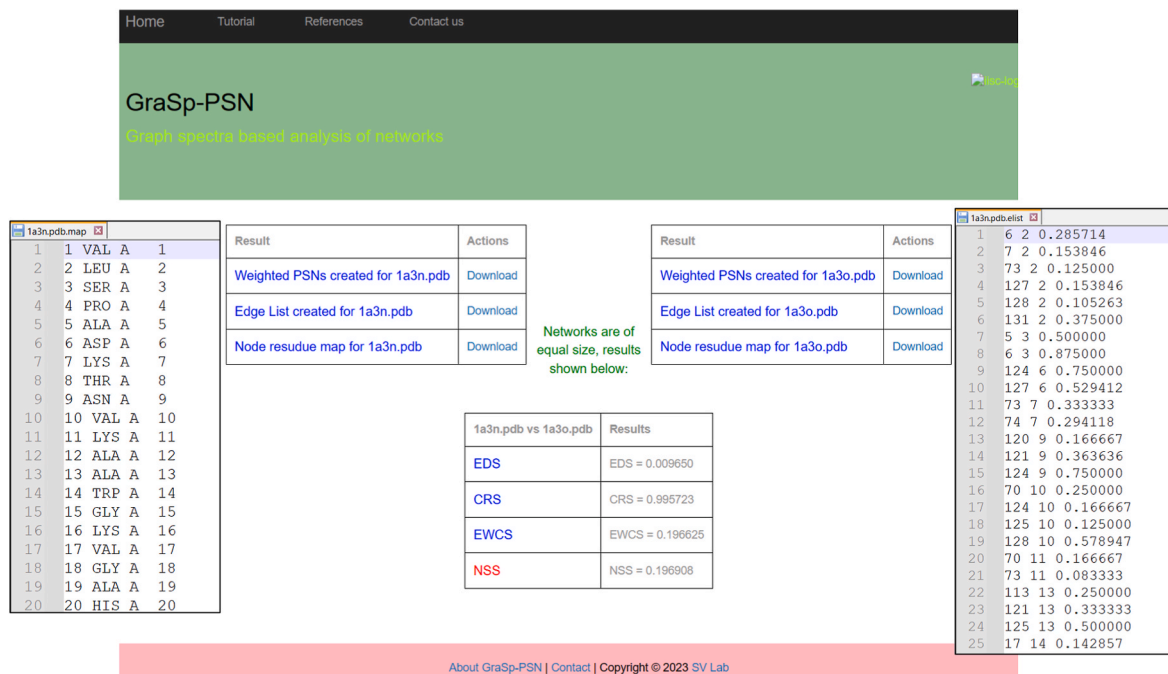 Home Tutorial References Contact us
lisc-log
GraSp-PSN
Graph spectra based analysis of networks
1a3n.pdb.map
1 1 VAL A 1
2 2 LEU A 2
3 3 SER A 3
4 4 PRO A 4
5 5 ALA A 5
6 6 ASP A 6
7 7 LYS A 7
8 8 THR A 8
9 9 ASN A 9
10 10 VAL A 10
11 11 LYS A 11
12 12 ALA A 12
13 13 ALA A 13
14 14 TRP A 14
15 15 GLY A 15
16 16 LYS A 16
17 17 VAL A 17
18 18 GLY A 18
19 19 ALA A 19
20 20 HIS A 20
Result Actions
Weighted PSNs created for 1a3n.pdb Download
Edge List created for 1a3n.pdb Download
Node resudue map for 1a3n.pdb Download
Networks are of
equal size, results
shown below:
Result Actions
Weighted PSNs created for 1a3o.pdb Download
Edge List created for 1a3o.pdb Download
Node resudue map for 1a3o.pdb Download
1a3n.pdb vs 1a3o.pdb Results
EDS EDS = 0.009650
CRS CRS = 0.995723
EWCS EWCS = 0.196625
NSS NSS = 0.196908
1a3n.pdb.elist
1 6 2 0.285714
2 7 2 0.153846
3 73 2 0.125000
4 127 2 0.153846
5 128 2 0.105263
6 131 2 0.375000
7 5 3 0.500000
8 6 3 0.875000
9 124 6 0.750000
10 127 6 0.529412
11 73 7 0.333333
12 74 7 0.294118
13 120 9 0.166667
14 121 9 0.363636
15 124 9 0.750000
16 70 10 0.250000
17 124 10 0.166667
18 125 10 0.125000
19 128 10 0.578947
20 70 11 0.166667
21 73 11 0.083333
22 113 13 0.250000
23 121 13 0.333333
24 125 13 0.500000
25 17 14 0.142857
About GraSp-PSN | Contact | Copyright © 2023 SV Lab